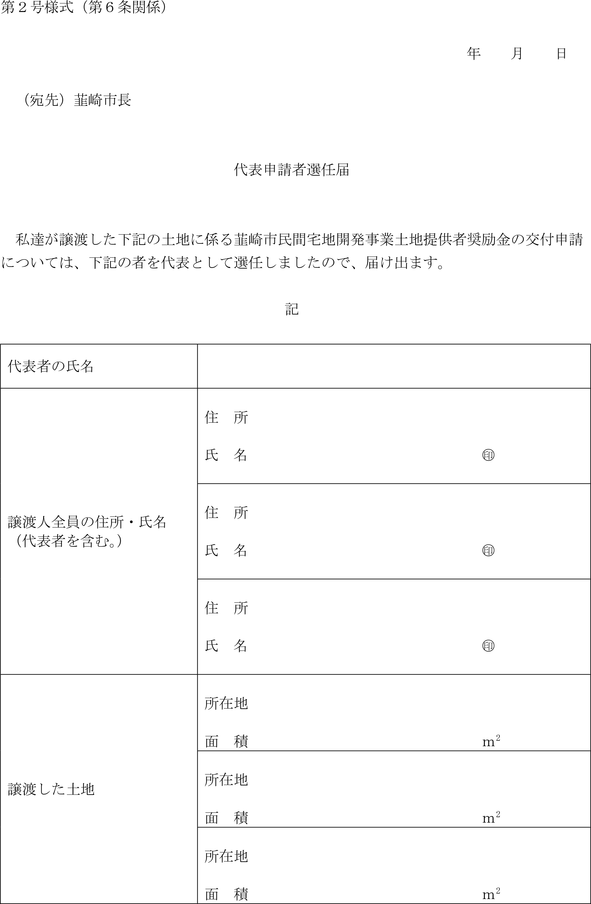 第２号様式（第６条関係）
年　　月　　日
（宛先）韮崎市長
代表申請者選任届
　私達が譲渡した下記の土地に係る韮崎市民間宅地開発事業土地提供者奨励金の交付申請
については、下記の者を代表として選任しましたので、届け出ます。
記
代表者の氏名
譲渡人全員の住所・氏名
（代表者を含む。）
住　所
氏　名　㊞
住　所
氏　名　㊞
住　所
氏　名　㊞
譲渡した土地
所在地
面　積　m²
所在地
面　積　m²
所在地
面　積　m²